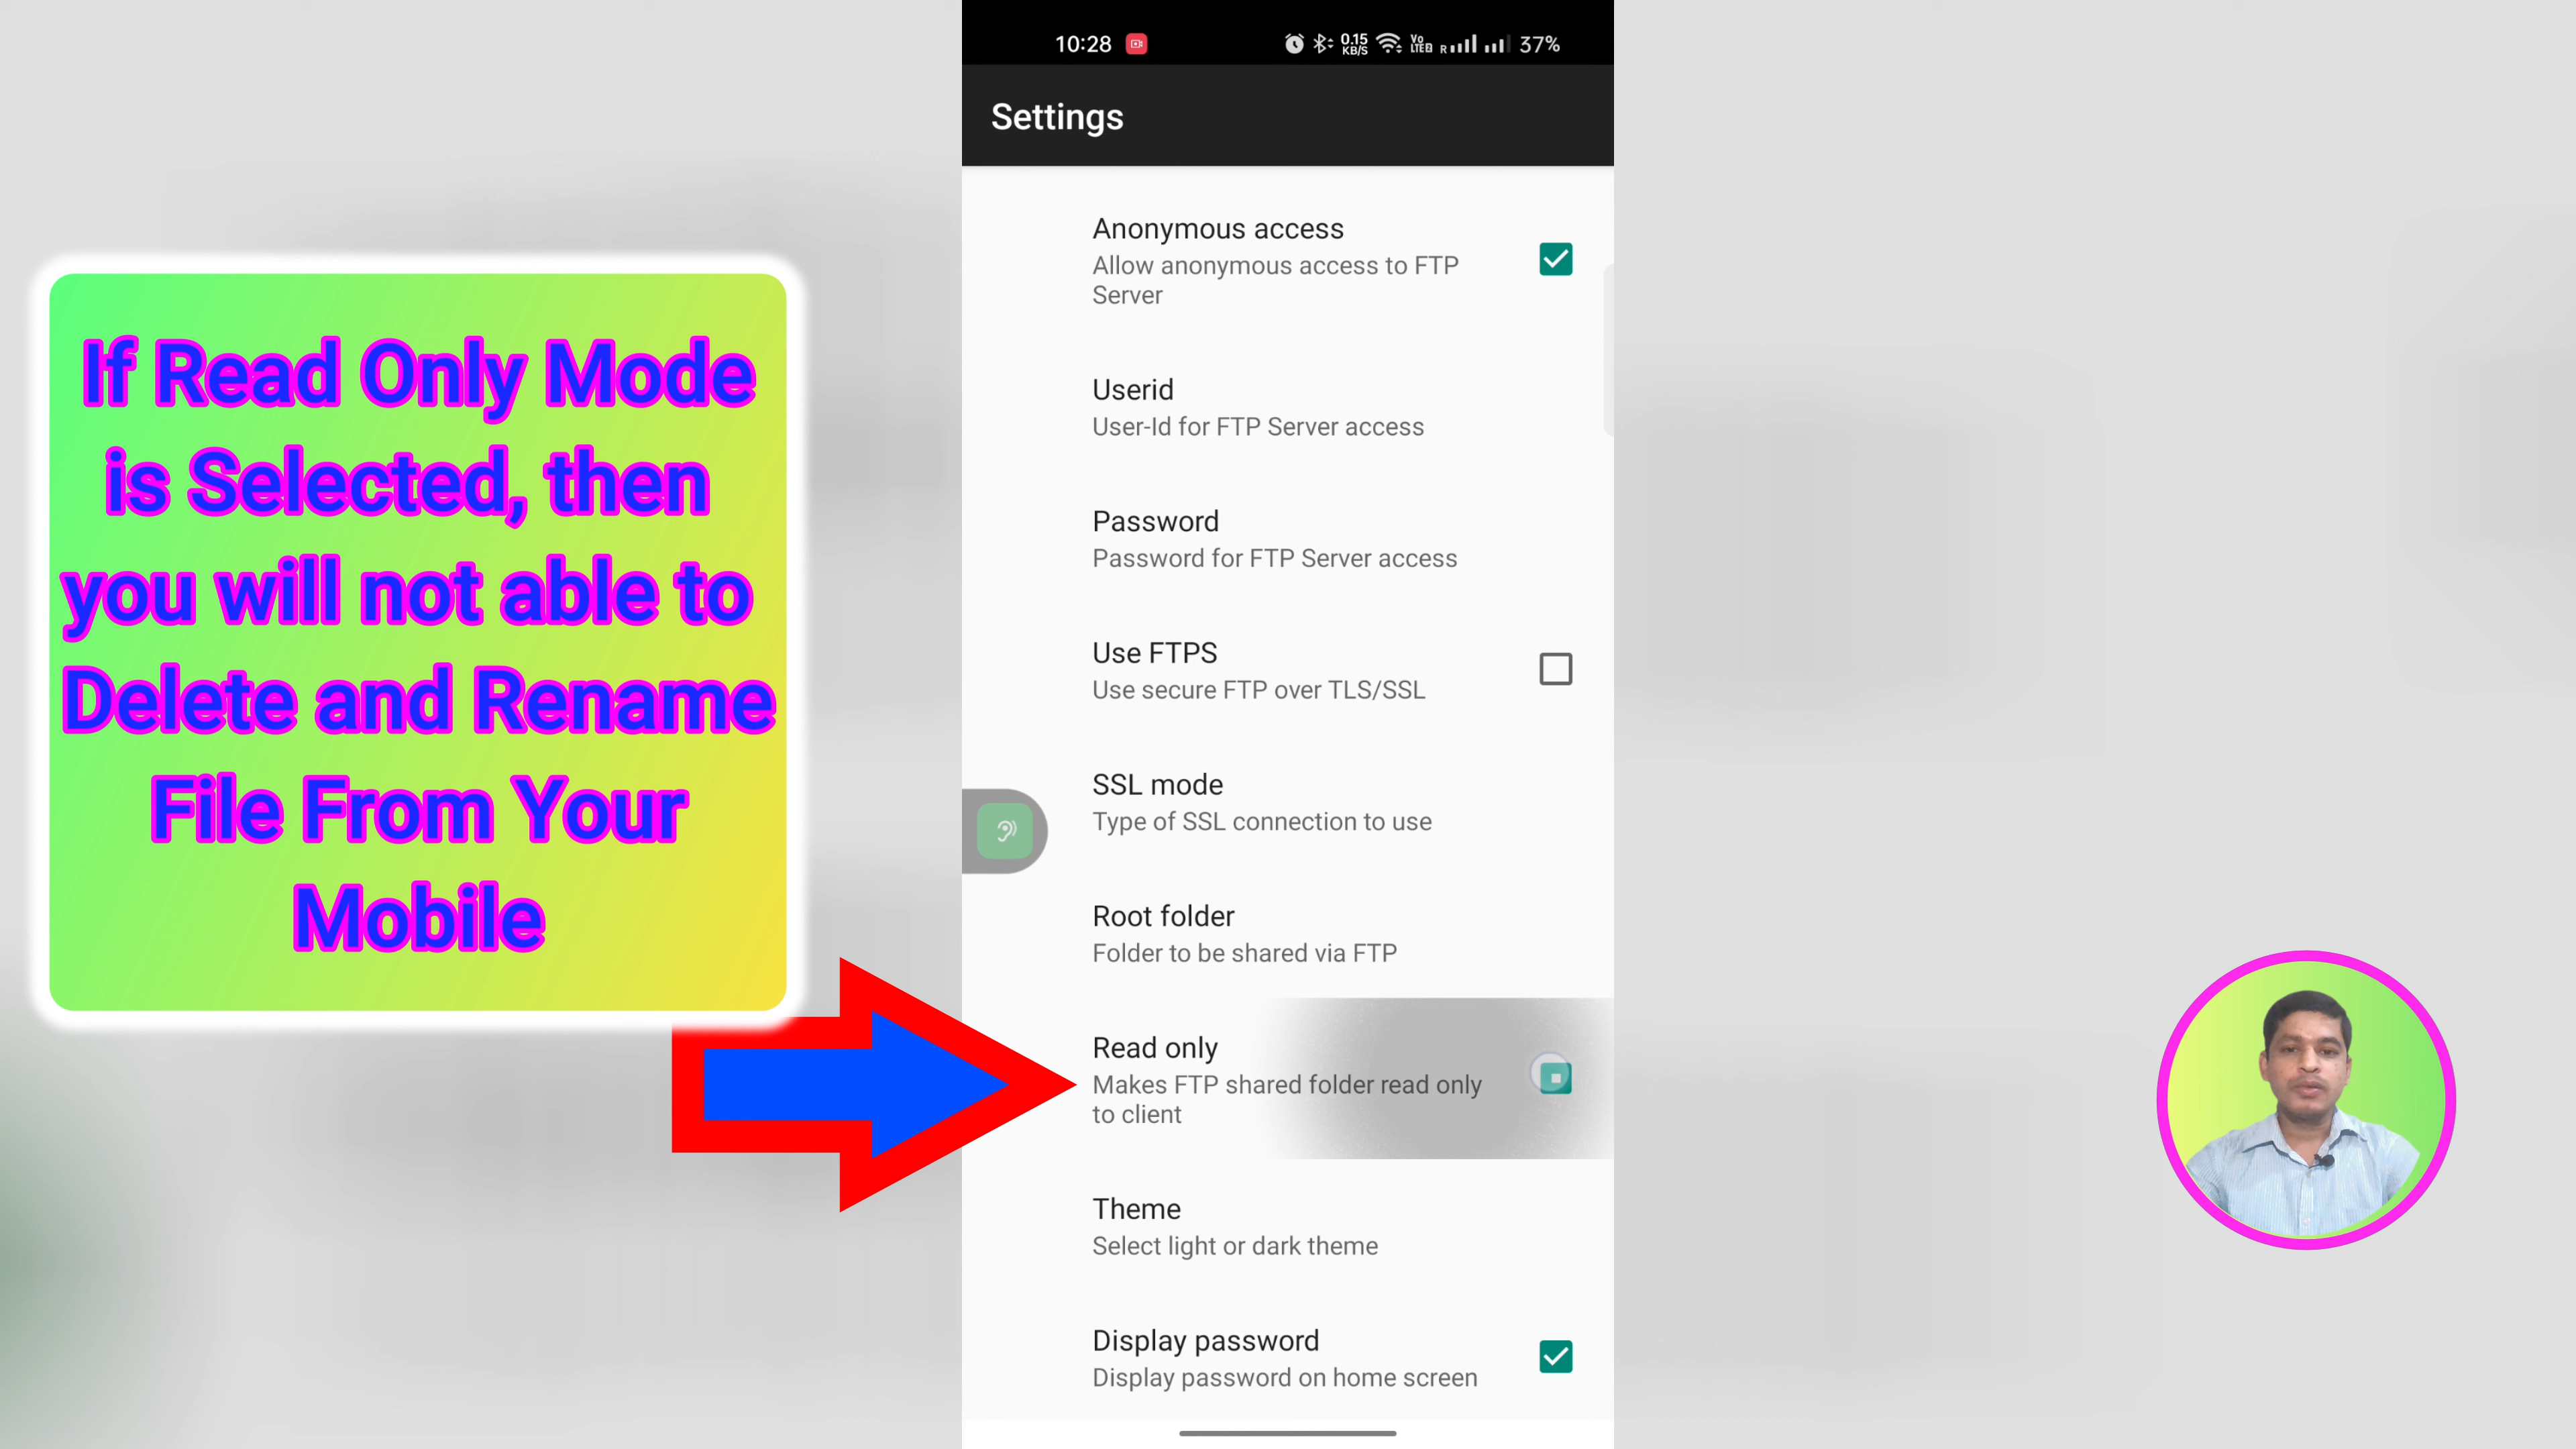 If Read Only Mode
is Selected, then
you will not able to
Delete and Rename
File From Your
Mobile
10:28
0.15
KB/S
Vo
LTE2
R
37%
Settings
Anonymous access
Allow anonymous access to FTP
Server
Userid
User-Id for FTP Server access
Password
Password for FTP Server access
Use FTPS
Use secure FTP over TLS/SSL
SSL mode
Type of SSL connection to use
Root folder
Folder to be shared via FTP
Read only
Makes FTP shared folder read only
to client
Theme
Select light or dark theme
Display password
Display password on home screen